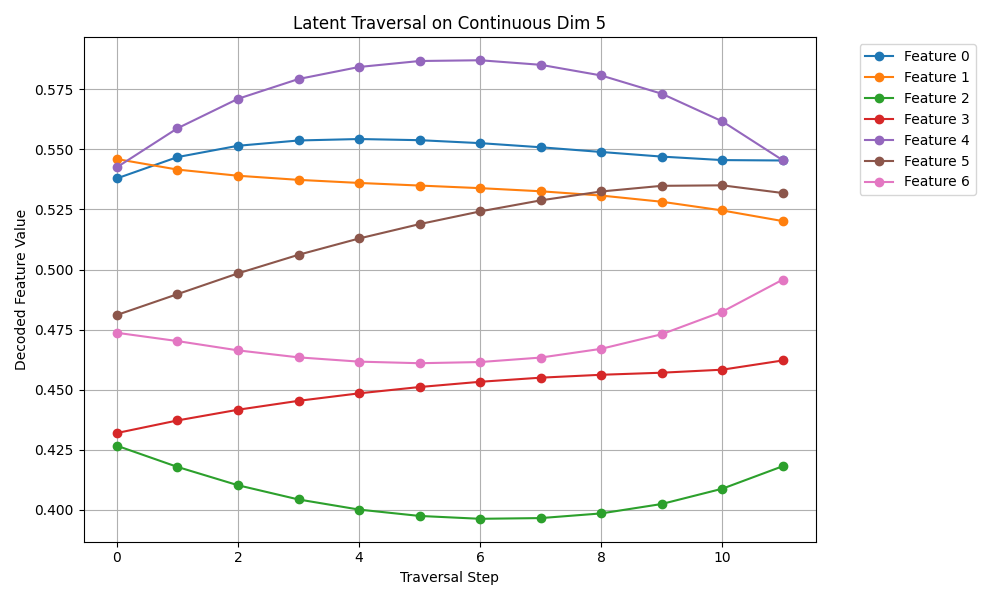 Latent Traversal on Continuous Dim 5
Decoded Feature Value
0.575
0.550
0.525
0.500
0.475
0.450
0.425
0.400
0 2 4 6 8 10
Traversal Step
Feature 0
Feature 1
Feature 2
Feature 3
Feature 4
Feature 5
Feature 6